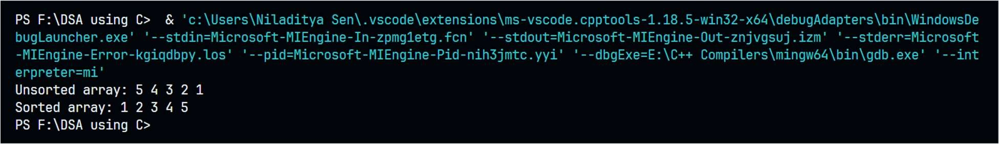 PS F:\DSA using C>  & 'c:\Users\Niladitya Sen\.vscode\extensions\ms-vscode.cpptools-1.18.5-win32-x64\debugAdapters\bin\WindowsDe
bugLauncher.exe' '--stdin=Microsoft-MIEngine-In-zpmg1etg.fcn' '--stdout=Microsoft-MIEngine-Out-znjvgsuj.izm' '--stderr=Microsoft
-MIEngine-Error-kgiqdbpy.los' '--pid=Microsoft-MIEngine-Pid-nih3jmtc.yyi' '--dbgExe=E:\C++ Compilers\mingw64\bin\gdb.exe' '--int
erpreter=mi'
Unsorted array: 5 4 3 2 1
Sorted array: 1 2 3 4 5
PS F:\DSA using C>